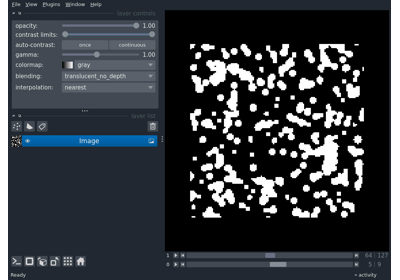 File View Plugins Window Help
layer controls
opacity: 1.00
contrast limits:
auto-contrast: once continuous
gamma: 1.00
colormap: gray
blending: translucent_no_depth
interpolation: nearest
layer list
Image
1 64 127
0 5 9
Ready activity